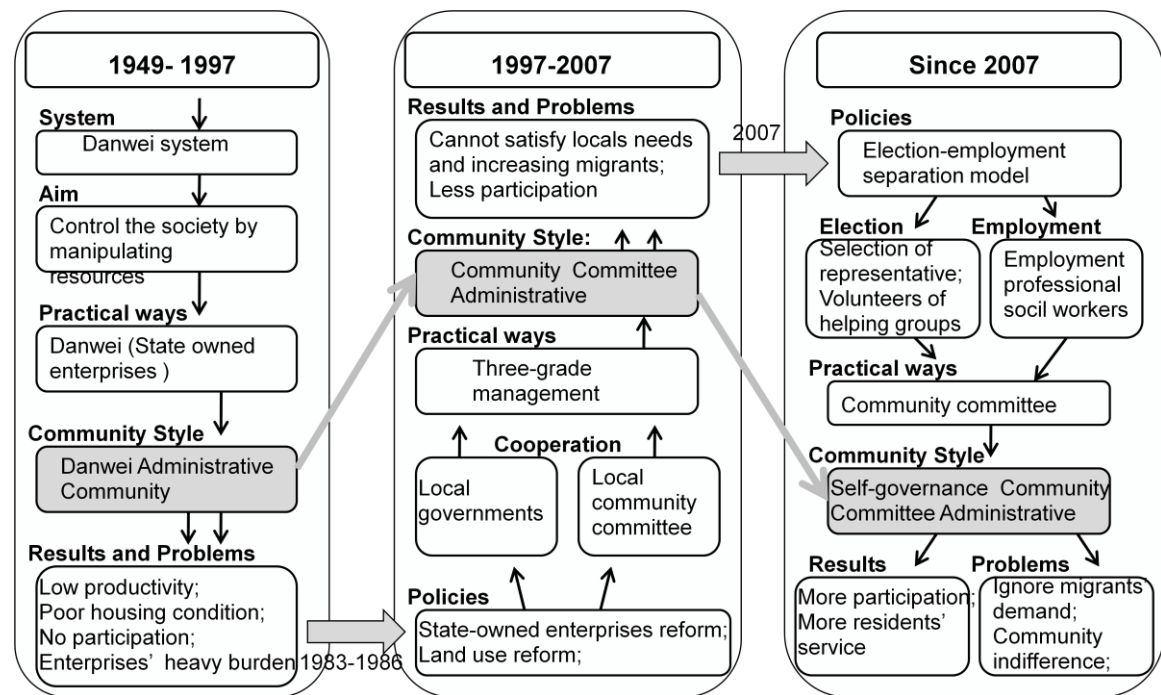 1949- 1997
System
Danwei system
Aim
Control the society by
manipulating
resources
Practical ways
Danwei (State owned
enterprises )
Community Style
Danwei Administrative
Community
Results and Problems
Low productivity;
Poor housing condition;
No participation;
Enterprises' heavy burden
1983-1986
1997-2007
Results and Problems
Cannot satisfy locals needs
and increasing migrants;
Less participation
Community Style:
Community Committee
Administrative
Practical ways
Three-grade
management
Cooperation
Local
governments
Local
community
committee
Policies
State-owned enterprises reform;
Land use reform;
2007
Since 2007
Policies
Election-employment
separation model
Election
Selection of
representative;
Volunteers of
helping groups
Employment
Employment
professional
socil workers
Practical ways
Community committee
Community Style
Self-governance Community
Committee Administrative
Results
More participation;
More residents'
service
Problems
Ignore migrants'
demand;
Community
indifference;